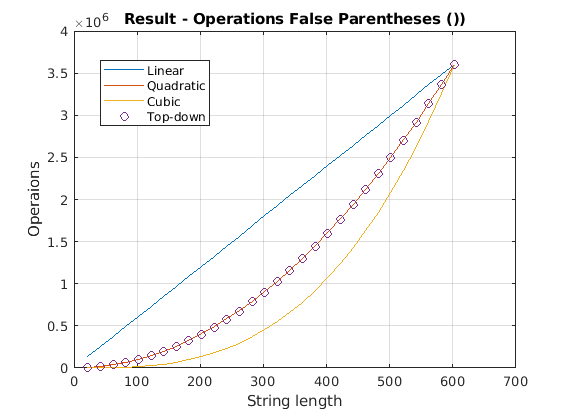 Result - Operations False Parentheses ())
×10^6
4
3.5
3
2.5
2
1.5
1
0.5
0
Operaions
Linear
Quadratic
Cubic
Top-down
0 100 200 300 400 500 600 700
String length